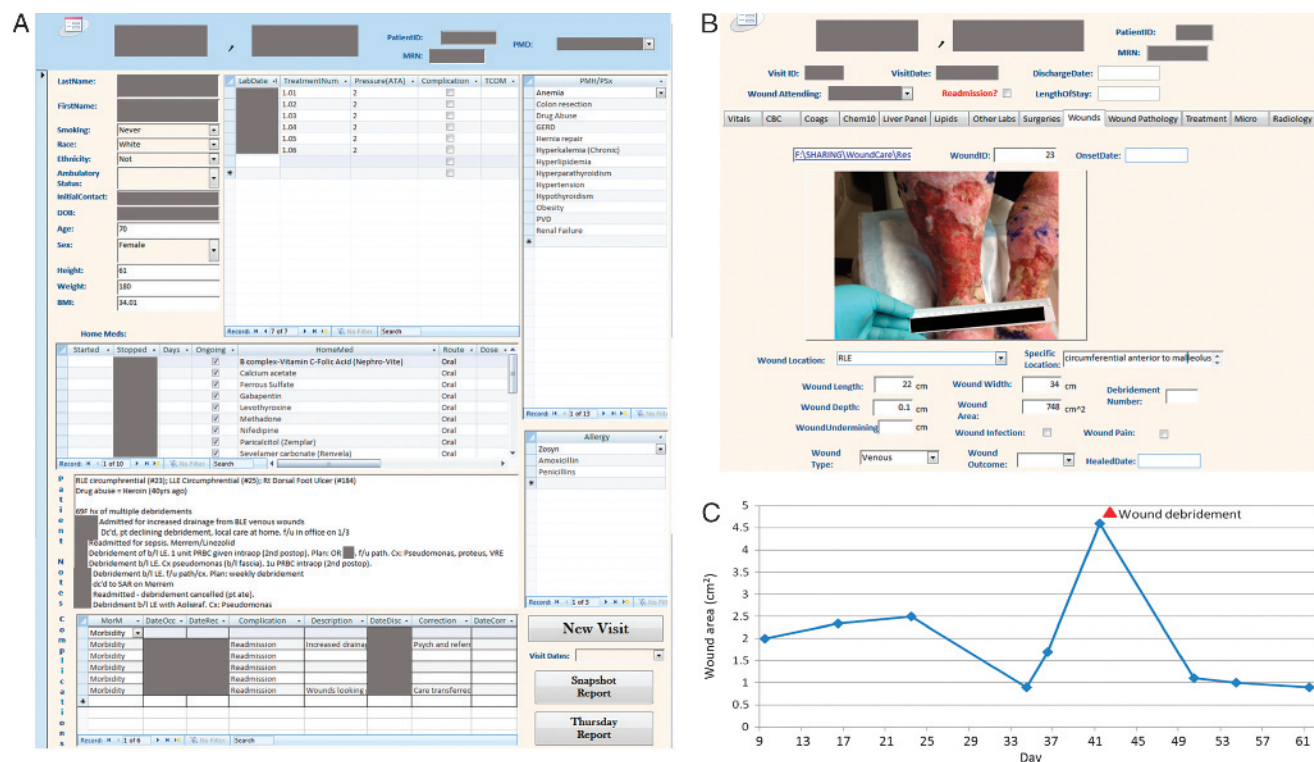 A
,
PatientID:
MRN:
PMD:
LastName:
FirstName:
Smoking: Never
Race: White
Ethnicity: Not
Ambulatory
Status:
InitialContact:
DOB:
Age: 70
Sex: Female
Height: 61
Weight: 180
BMI: 34.01
LabDate TreatmentNum Pressure(ATA) Complication TCOM
1.01 2
1.02 2
1.03 2
1.04 2
1.05 2
1.06 2
Record: 7 of 7 No Filter Search
PMH/PSx
Anemia
Colon resection
Drug Abuse
GERD
Hernia repair
Hyperkalemia (Chronic)
Hyperlipidemia
Hyperparathyroidism
Hypertension
Hypothyroidism
Obesity
PVD
Renal Failure
Record: 1 of 13 No Filte
Home Meds:
Started Stopped Days Ongoing HomeMed Route Dose
B complex-Vitamin C-Folic Acid (Nephro-Vite) Oral
Calcium acetate Oral
Ferrous Sulfate Oral
Gabapentin Oral
Levothyroxine Oral
Methadone Oral
Nifedipine Oral
Paricalcitol (Zemplar) Oral
Sevelamer carbonate (Renvela) Oral
Record: 1 of 10 No Filter Search
Allergy
Zosyn
Amoxicillin
Penicillins
Record: 1 of 3 No Filte
Patient Notes
RLE circumphrential (#23); LLE Circumphrential (#25); Rt Dorsal Foot Ulcer (#184)
Drug abuse = Heroin (40yrs ago)
69F hx of multiple debridements
Admitted for increased drainage from BLE venous wounds
Dc'd, pt declining debridement, local care at home. f/u in office on 1/3
Readmitted for sepsis. Merrem/Linezolid
Debridement of b/l LE. 1 unit PRBC given intraop (2nd postop). Plan: OR . f/u path. Cx: Pseudomonas, proteus, VRE
Debridement b/l LE. Cx pseudomonas (b/l fascia). 1u PRBC intraop (2nd postop).
Debridement b/l LE. f/u path/cx. Plan: weekly debridement
dc'd to SAR on Merrem
Readmitted - debridement cancelled (pt ate).
Debridment b/l LE with Aoljeraf. Cx: Pseudomonas
Complications
MorM DateOcc DateRec Complication Description DateDisc Correction DateCorr
Morbidity
Morbidity Readmission Increased drainag Psych and referr
Morbidity Readmission
Morbidity Readmission
Morbidity Readmission
Morbidity Readmission Wounds looking Care transferred
Record: 1 of 6 No Filter Search
New Visit
Visit Dates:
Snapshot
Report
Thursday
Report
B
,
PatientID:
MRN:
Visit ID: VisitDate: DischargeDate:
Wound Attending: Readmission? LengthOfStay:
Vitals CBC Coags Chem10 Liver Panel Lipids Other Labs Surgeries Wounds Wound Pathology Treatment Micro Radiology
F:\SHARING\WoundCare\Res WoundID: 23 OnsetDate:
Wound Location: RLE Specific
Location: circumferential anterior to malleolus
Wound Length: 22 cm Wound Width: 34 cm Debridement
Number:
Wound Depth: 0.1 cm Wound
Area: 748 cm^2
WoundUndermining cm Wound Infection: Wound Pain:
Wound
Type: Venous Wound
Outcome: HealedDate:
C
Wound debridement
Wound area (cm²)
5
4.5
4
3.5
3
2.5
2
1.5
1
0.5
0
9 13 17 21 25 29 33 37 41 45 49 53 57 61
Day